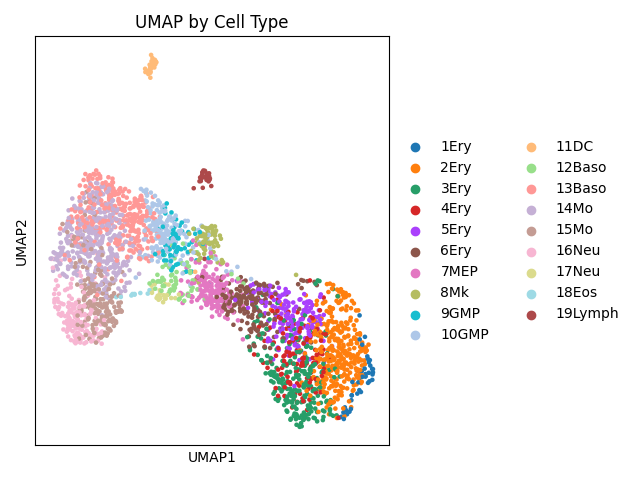 UMAP by Cell Type
UMAP2
UMAP1
1Ery
2Ery
3Ery
4Ery
5Ery
6Ery
7MEP
8Mk
9GMP
10GMP
11DC
12Baso
13Baso
14Mo
15Mo
16Neu
17Neu
18Eos
19Lymph